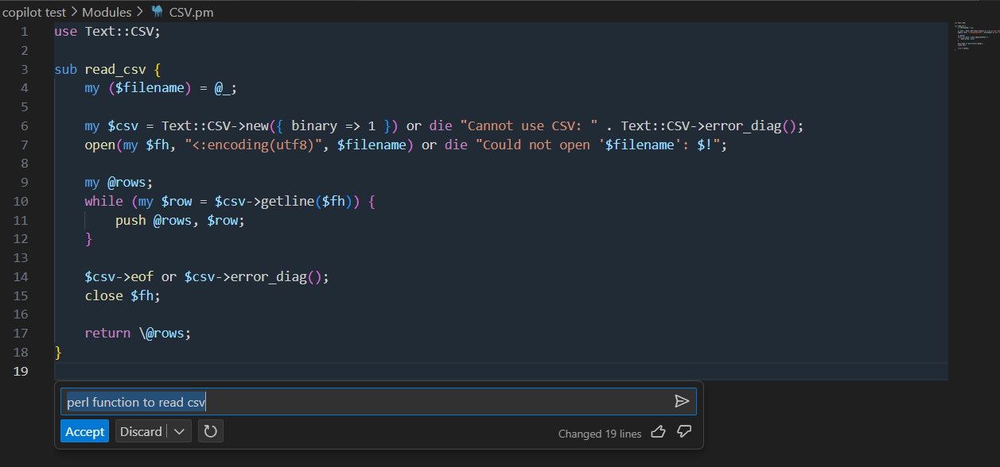 copilot test > Modules > CSV.pm
1 use Text::CSV;
2
3 sub read_csv {
4     my ($filename) = @_;
5
6     my $csv = Text::CSV->new({ binary => 1 }) or die "Cannot use CSV: " . Text::CSV->error_diag();
7     open(my $fh, "<:encoding(utf8)", $filename) or die "Could not open '$filename': $!";
8
9     my @rows;
10     while (my $row = $csv->getline($fh)) {
11         push @rows, $row;
12     }
13
14     $csv->eof or $csv->error_diag();
15     close $fh;
16
17     return \@rows;
18 }
19
perl function to read csv
Accept Discard Changed 19 lines